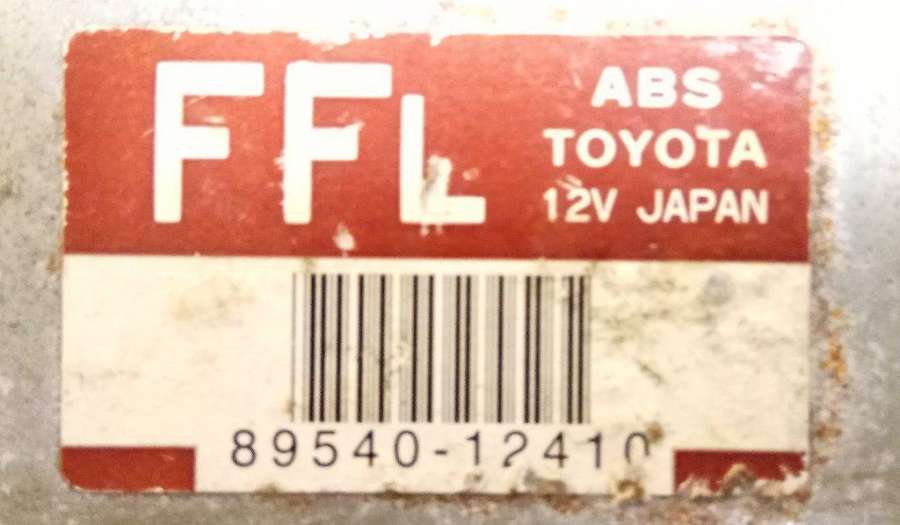 FFL
ABS
TOYOTA
12V JAPAN
89540-12410